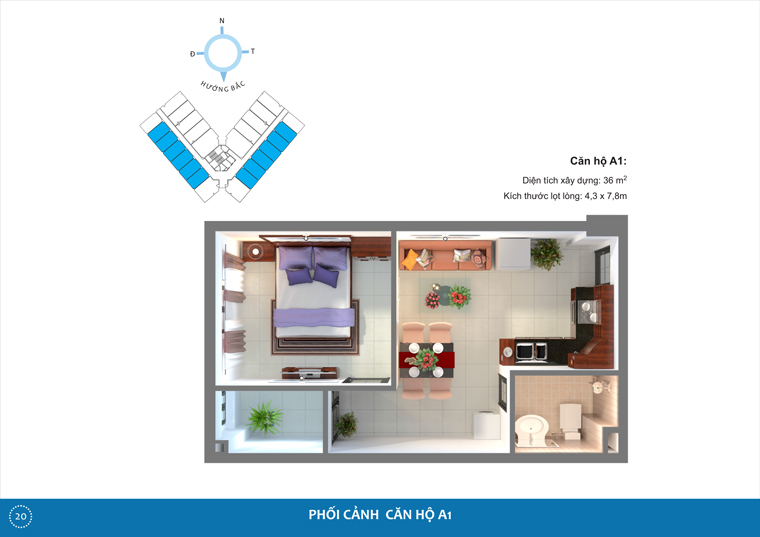 N
Đ
T
HƯỚNG BẮC
Căn hộ A1:
Diện tích xây dựng: 36 m²
Kích thước lọt lòng: 4,3 x 7,8m
20
PHỐI CẢNH CĂN HỘ A1